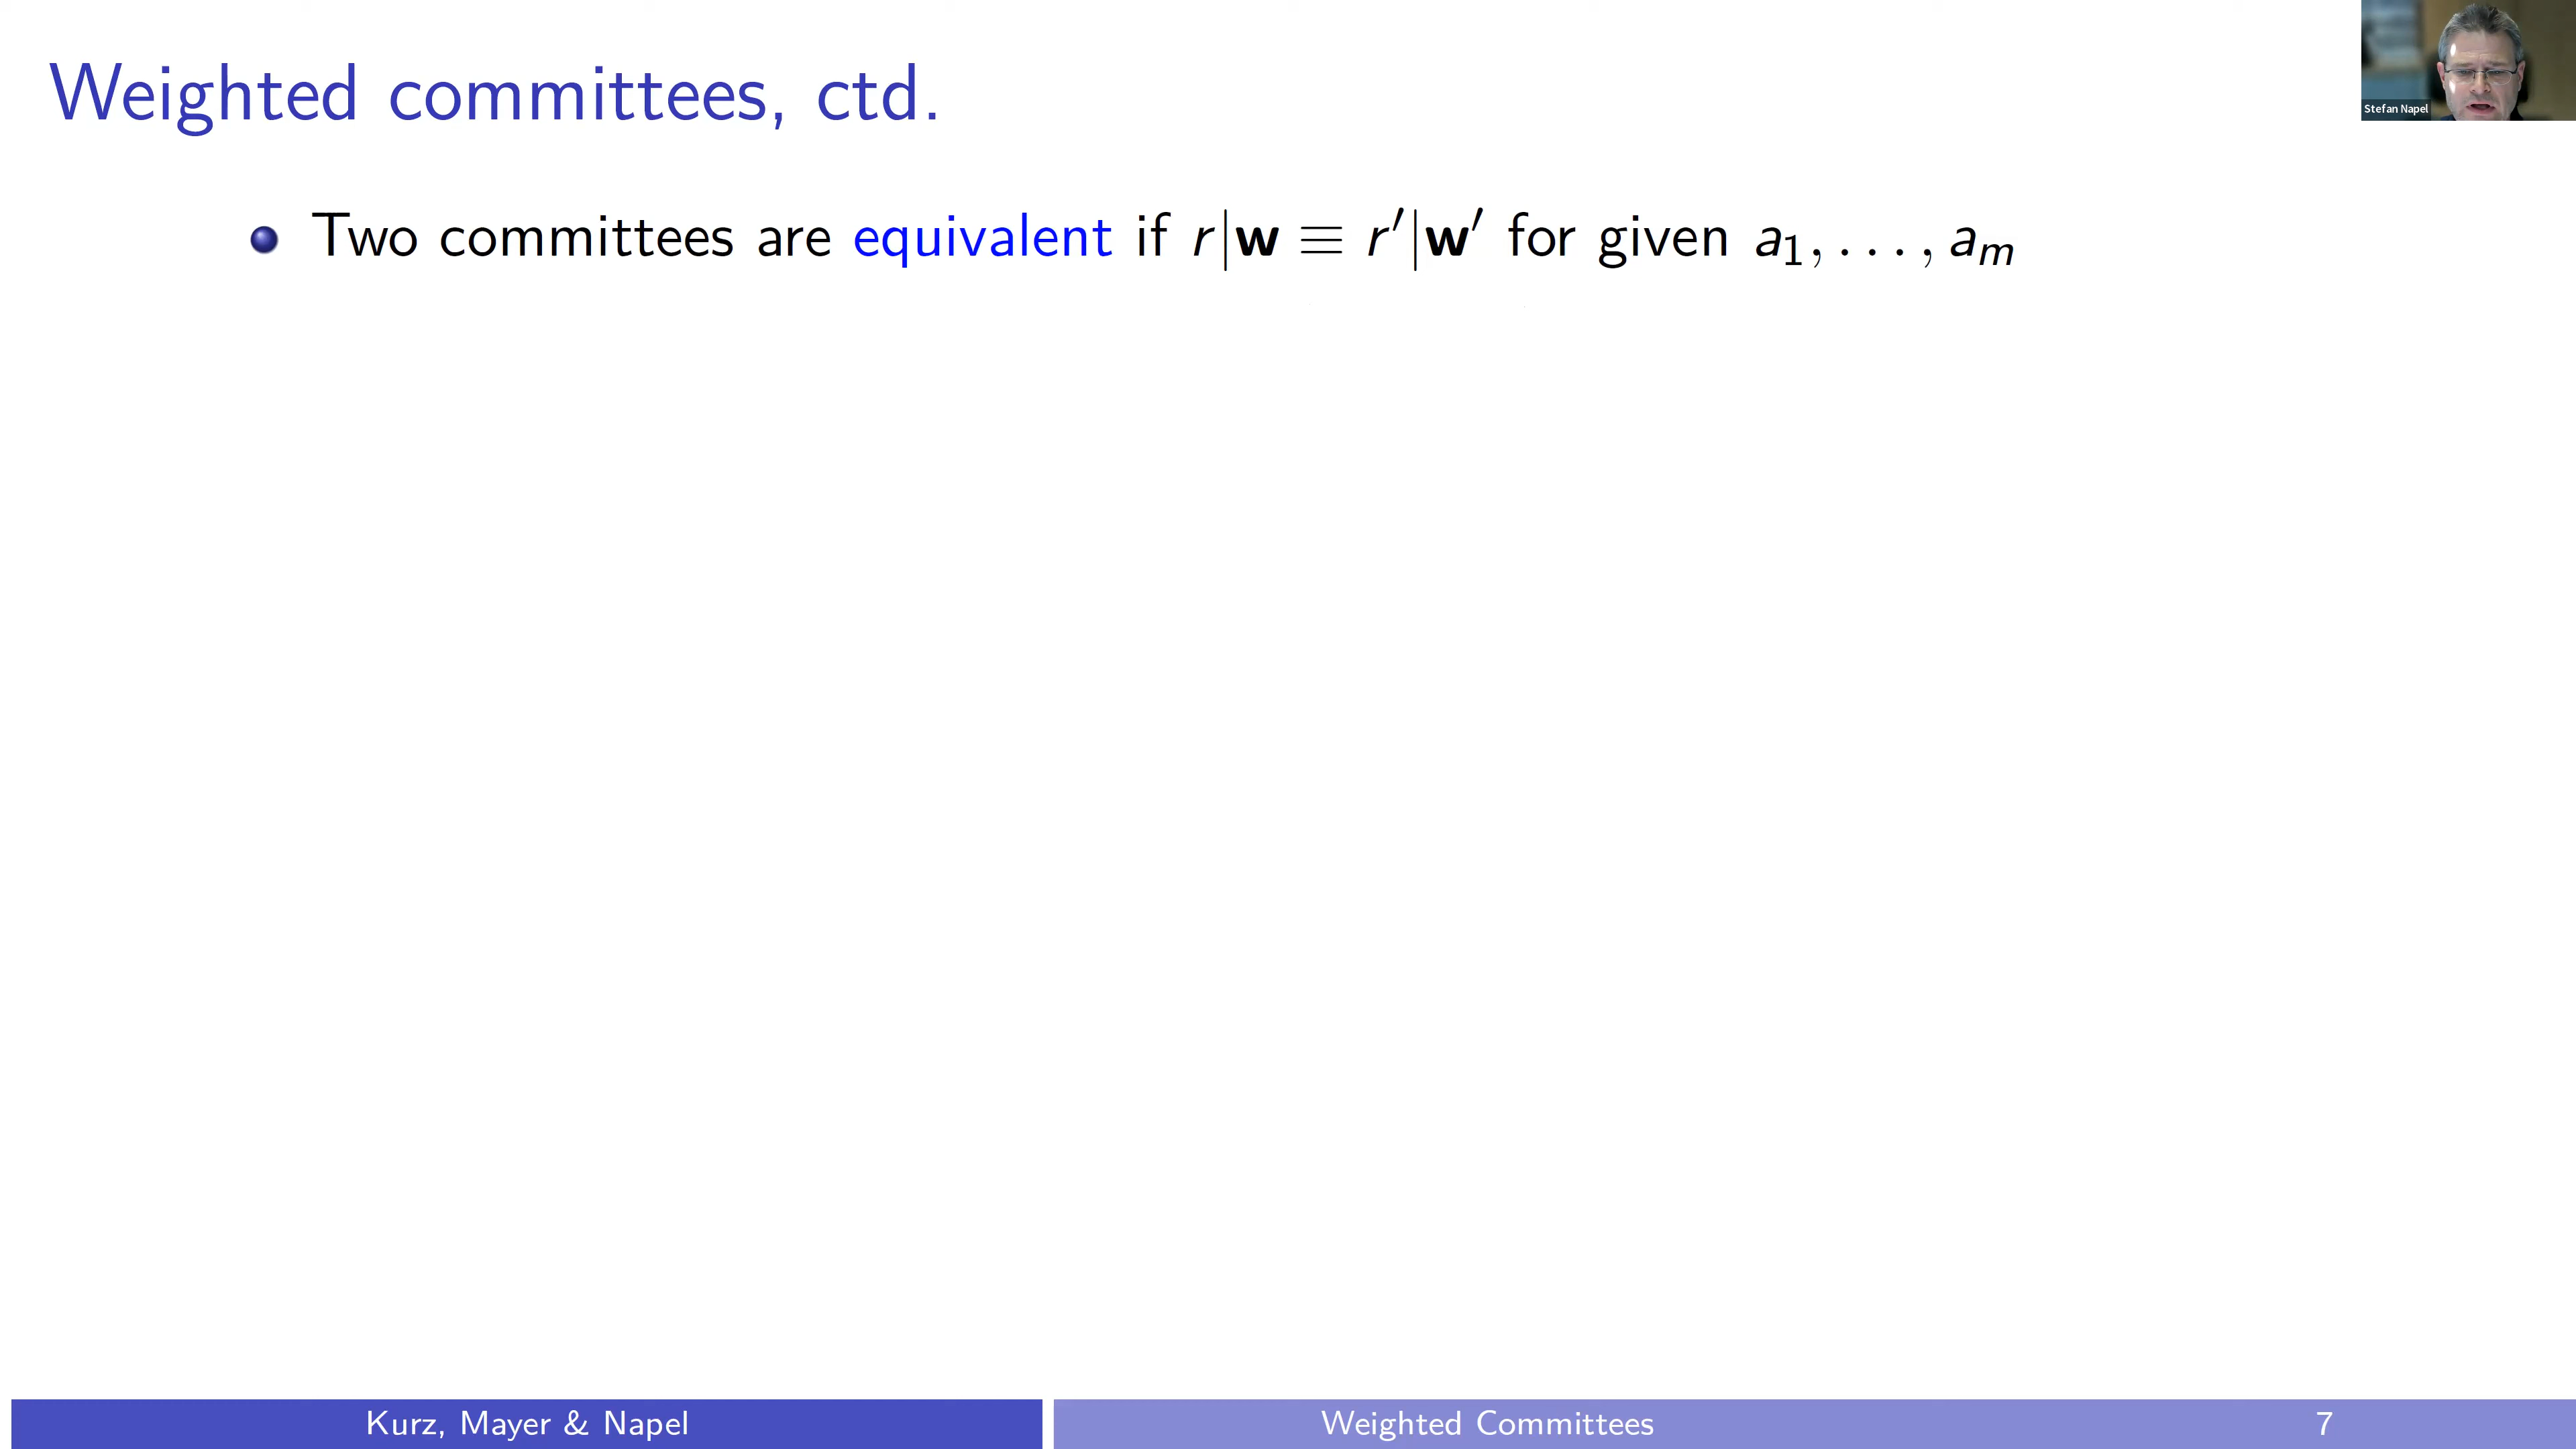 Weighted committees, ctd.
Stefan Napel
Two committees are equivalent if r|w ≡ r′|w′ for given a₁, . . . , aₘ
Kurz, Mayer & Napel
Weighted Committees
7